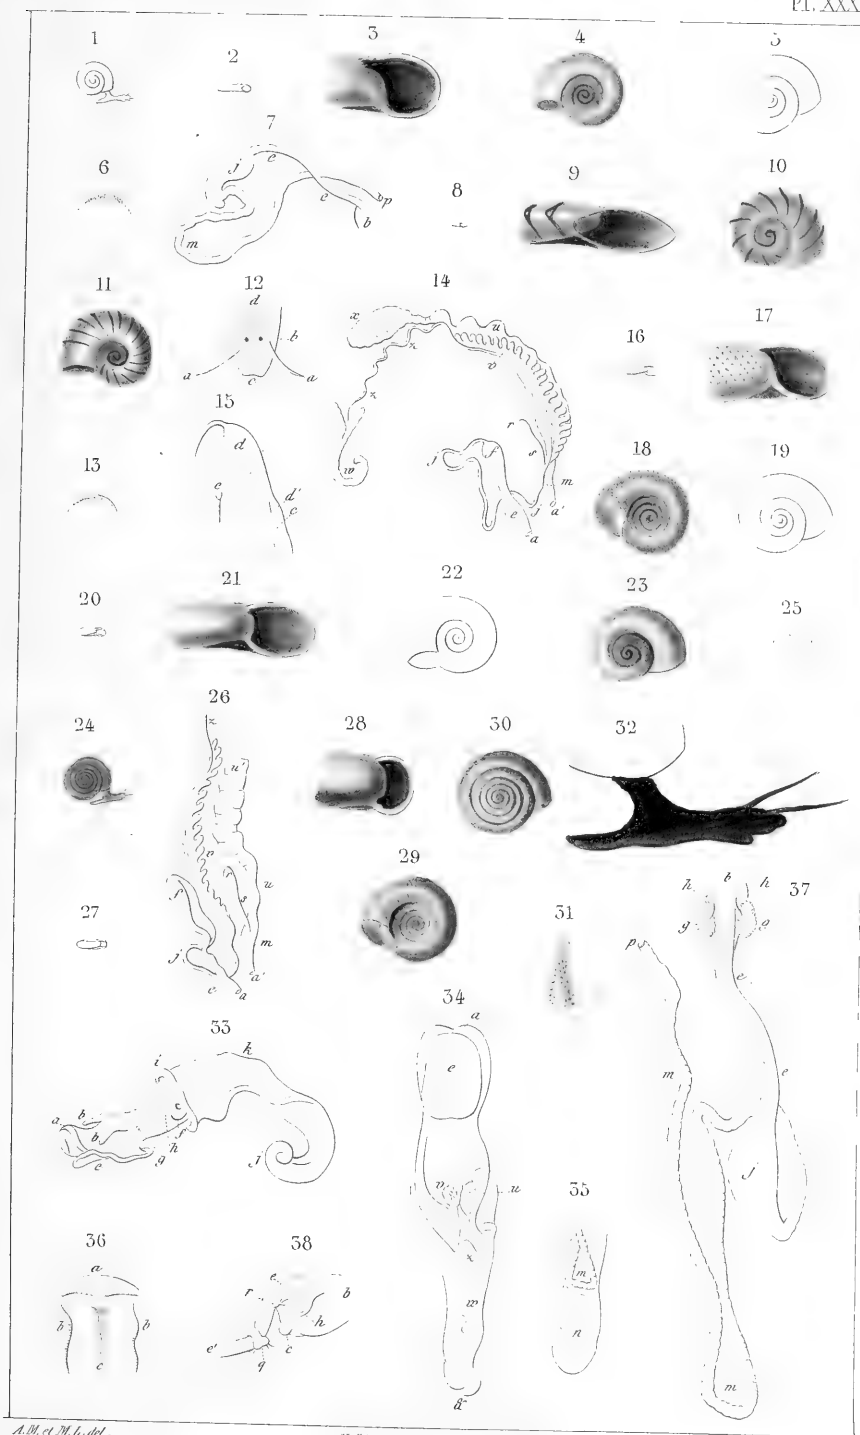 Pl. XXX
1
2
3
4
5
6
7
8
9
10
j e
e p
b
m
11
12
13
14
15
16
17
18
19
d
b
a c a
x
u
z
v
z
r
s
w
j f
m
e j a'
a
d
e
d'
c
20
21
22
23
25
24
26
28
30
32
z
u
v
r
f s u
j m
e a a'
27
29
31
37
h b h
g g
p
e
m e
j
m
33
34
35
i k
a b c
b f
e g h
j
a
e
v u
x
w
m
n
36
38
a
b b
c
e
r b
h
e' c
q
A.M. et M.L. del